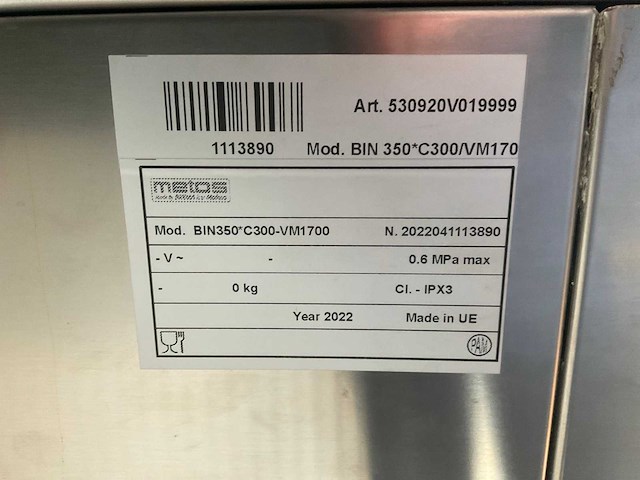 Art. 530920V019999
1113890 Mod. BIN 350*C300/VM170
metos
Mod. BIN350*C300-VM1700 N. 2022041113890
- V ~ - 0.6 MPa max
- 0 kg Cl. - IPX3
Year 2022 Made in UE
PAM